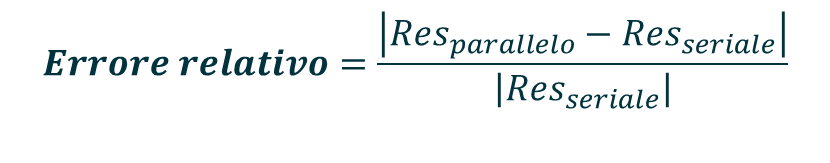 Errore relativo = |Res_parallelo − Res_seriale| / |Res_seriale|